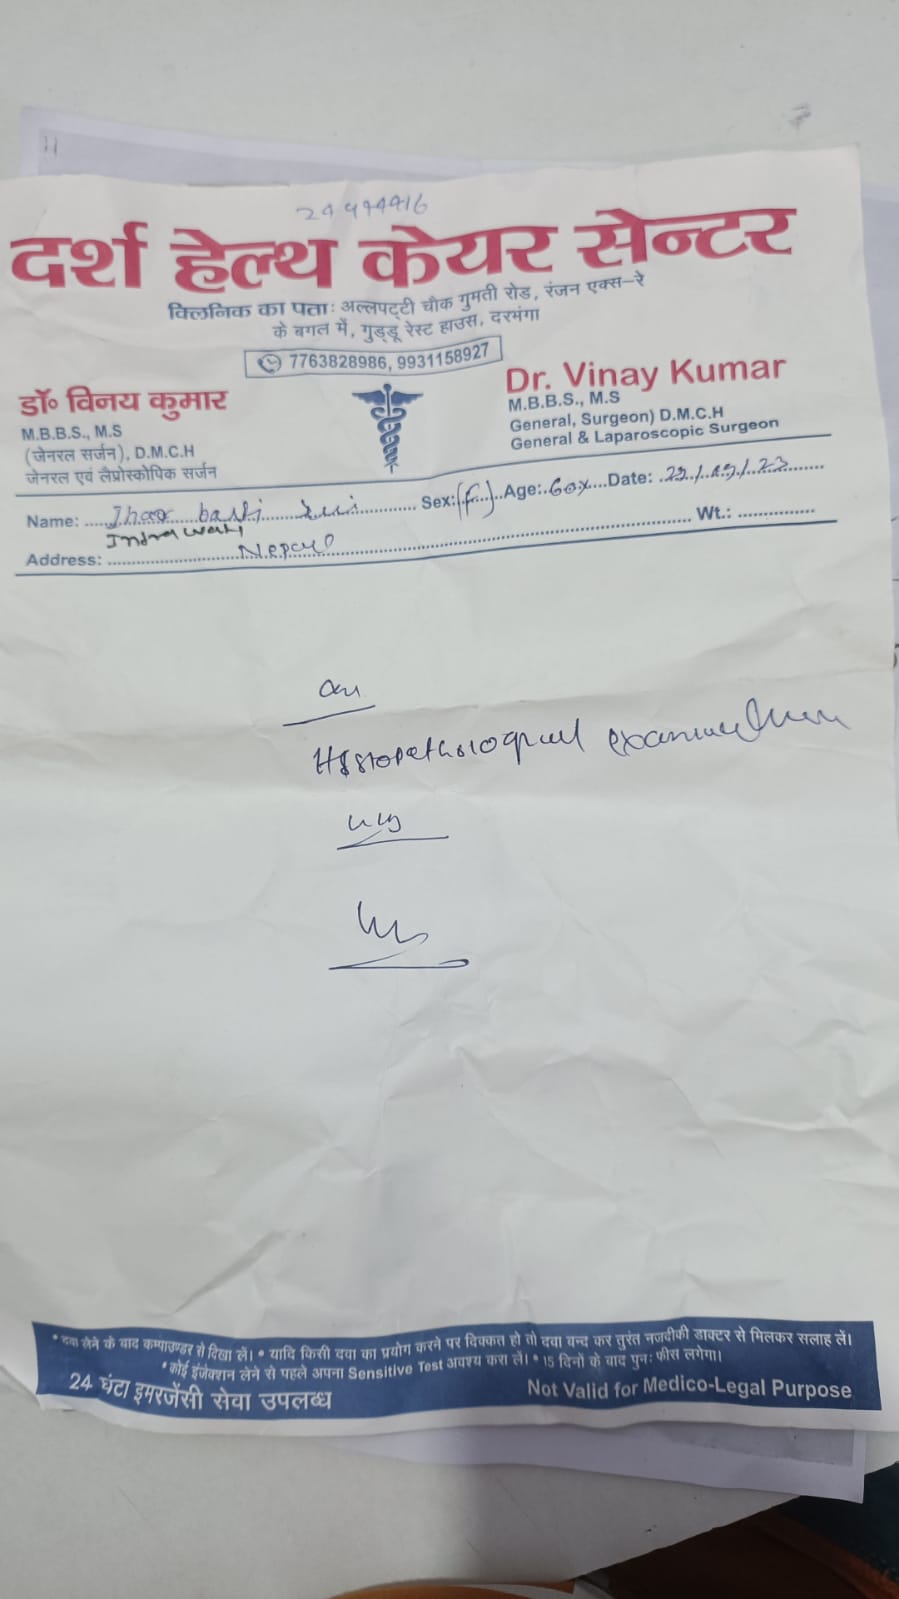 दर्श हेल्थ केयर सेन्टर
क्लिनिक का पता: अल्लपट्टी चौक गुमती रोड, रंजन एक्स-रे
के बगल में, गुड्डू रेस्ट हाउस, दरभंगा
7763828986, 9931158927
डॉ० विनय कुमार
M.B.B.S., M.S
(जेनरल सर्जन), D.M.C.H
जेनरल एवं लैप्रोस्कोपिक सर्जन
Dr. Vinay Kumar
M.B.B.S., M.S
General, Surgeon) D.M.C.H
General & Laparoscopic Surgeon
Name: Sex: (F) Age: 60 Date:
Indrawati
Address: Nepal Wt.:
Histopathological examination
* दवा लेने के बाद कम्पाउण्डर से दिखा लें। * यादि किसी दवा का प्रयोग करने पर दिक्कत हो तो दवा बन्द कर तुरंत नजदीकी डाक्टर से मिलकर सलाह लें।
* कोई इंजेक्शन लेने से पहले अपना Sensitive Test अवश्य करा लें। * 15 दिनों के बाद पुनः फीस लगेगा।
24 घंटा इमरजेंसी सेवा उपलब्ध
Not Valid for Medico-Legal Purpose